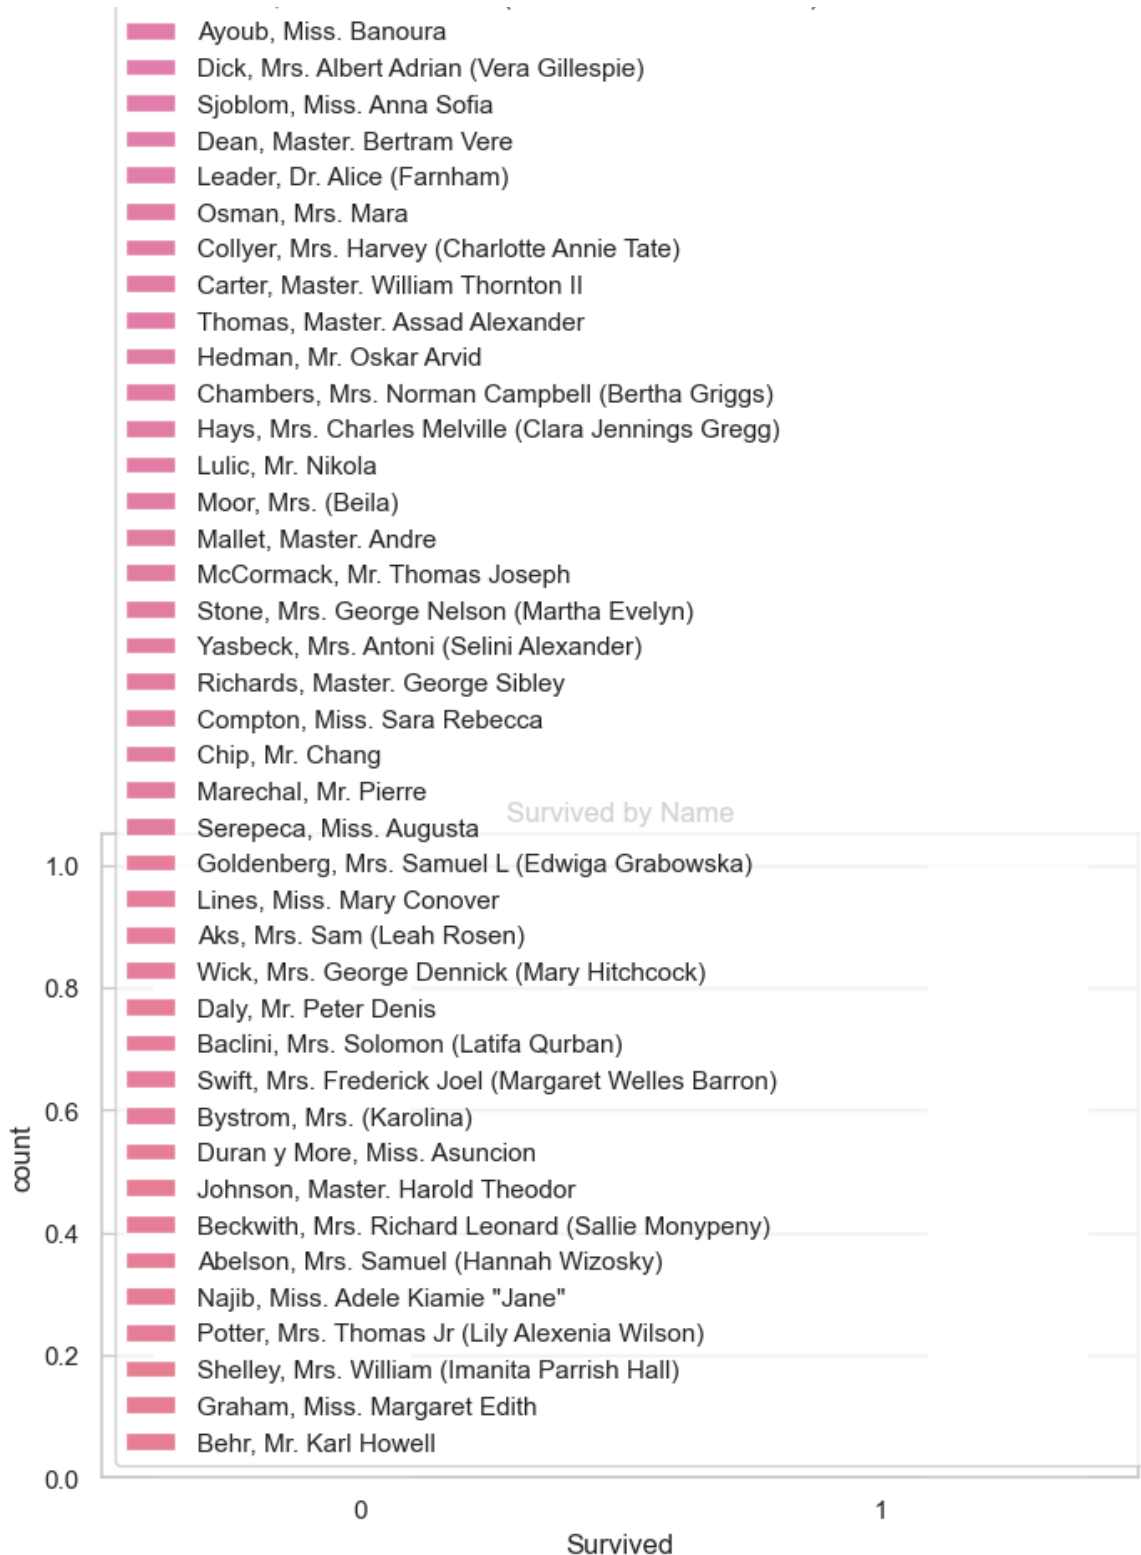 Ayoub, Miss. Banoura
Dick, Mrs. Albert Adrian (Vera Gillespie)
Sjoblom, Miss. Anna Sofia
Dean, Master. Bertram Vere
Leader, Dr. Alice (Farnham)
Osman, Mrs. Mara
Collyer, Mrs. Harvey (Charlotte Annie Tate)
Carter, Master. William Thornton II
Thomas, Master. Assad Alexander
Hedman, Mr. Oskar Arvid
Chambers, Mrs. Norman Campbell (Bertha Griggs)
Hays, Mrs. Charles Melville (Clara Jennings Gregg)
Lulic, Mr. Nikola
Moor, Mrs. (Beila)
Mallet, Master. Andre
McCormack, Mr. Thomas Joseph
Stone, Mrs. George Nelson (Martha Evelyn)
Yasbeck, Mrs. Antoni (Selini Alexander)
Richards, Master. George Sibley
Compton, Miss. Sara Rebecca
Chip, Mr. Chang
Marechal, Mr. Pierre
Survived by Name
Serepeca, Miss. Augusta
1.0
Goldenberg, Mrs. Samuel L (Edwiga Grabowska)
Lines, Miss. Mary Conover
Aks, Mrs. Sam (Leah Rosen)
Wick, Mrs. George Dennick (Mary Hitchcock)
0.8
Daly, Mr. Peter Denis
Baclini, Mrs. Solomon (Latifa Qurban)
Swift, Mrs. Frederick Joel (Margaret Welles Barron)
0.6
Bystrom, Mrs. (Karolina)
count
Duran y More, Miss. Asuncion
Johnson, Master. Harold Theodor
Beckwith, Mrs. Richard Leonard (Sallie Monypeny)
0.4
Abelson, Mrs. Samuel (Hannah Wizosky)
Najib, Miss. Adele Kiamie "Jane"
Potter, Mrs. Thomas Jr (Lily Alexenia Wilson)
0.2
Shelley, Mrs. William (Imanita Parrish Hall)
Graham, Miss. Margaret Edith
Behr, Mr. Karl Howell
0.0
0
1
Survived